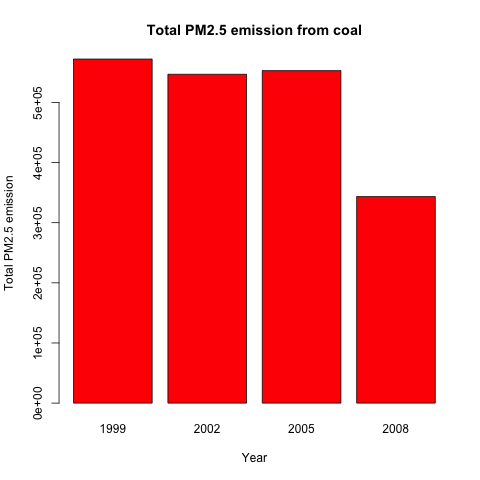 Total PM2.5 emission from coal
Total PM2.5 emission
5e+05
4e+05
3e+05
2e+05
1e+05
0e+00
1999 2002 2005 2008
Year